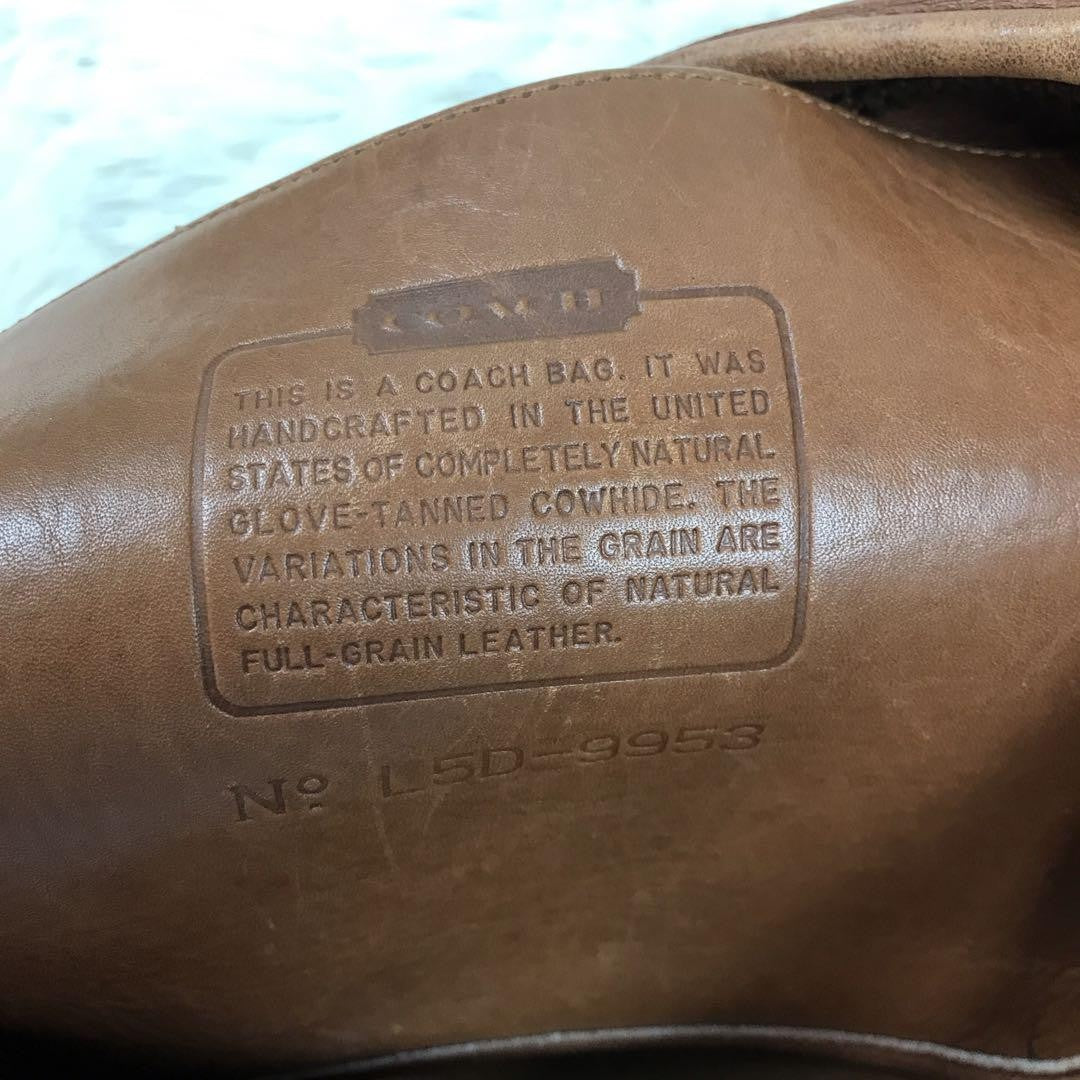 COACH
THIS IS A COACH BAG. IT WAS
HANDCRAFTED IN THE UNITED
STATES OF COMPLETELY NATURAL
GLOVE-TANNED COWHIDE. THE
VARIATIONS IN THE GRAIN ARE
CHARACTERISTIC OF NATURAL
FULL-GRAIN LEATHER.
Nº L5D-9953